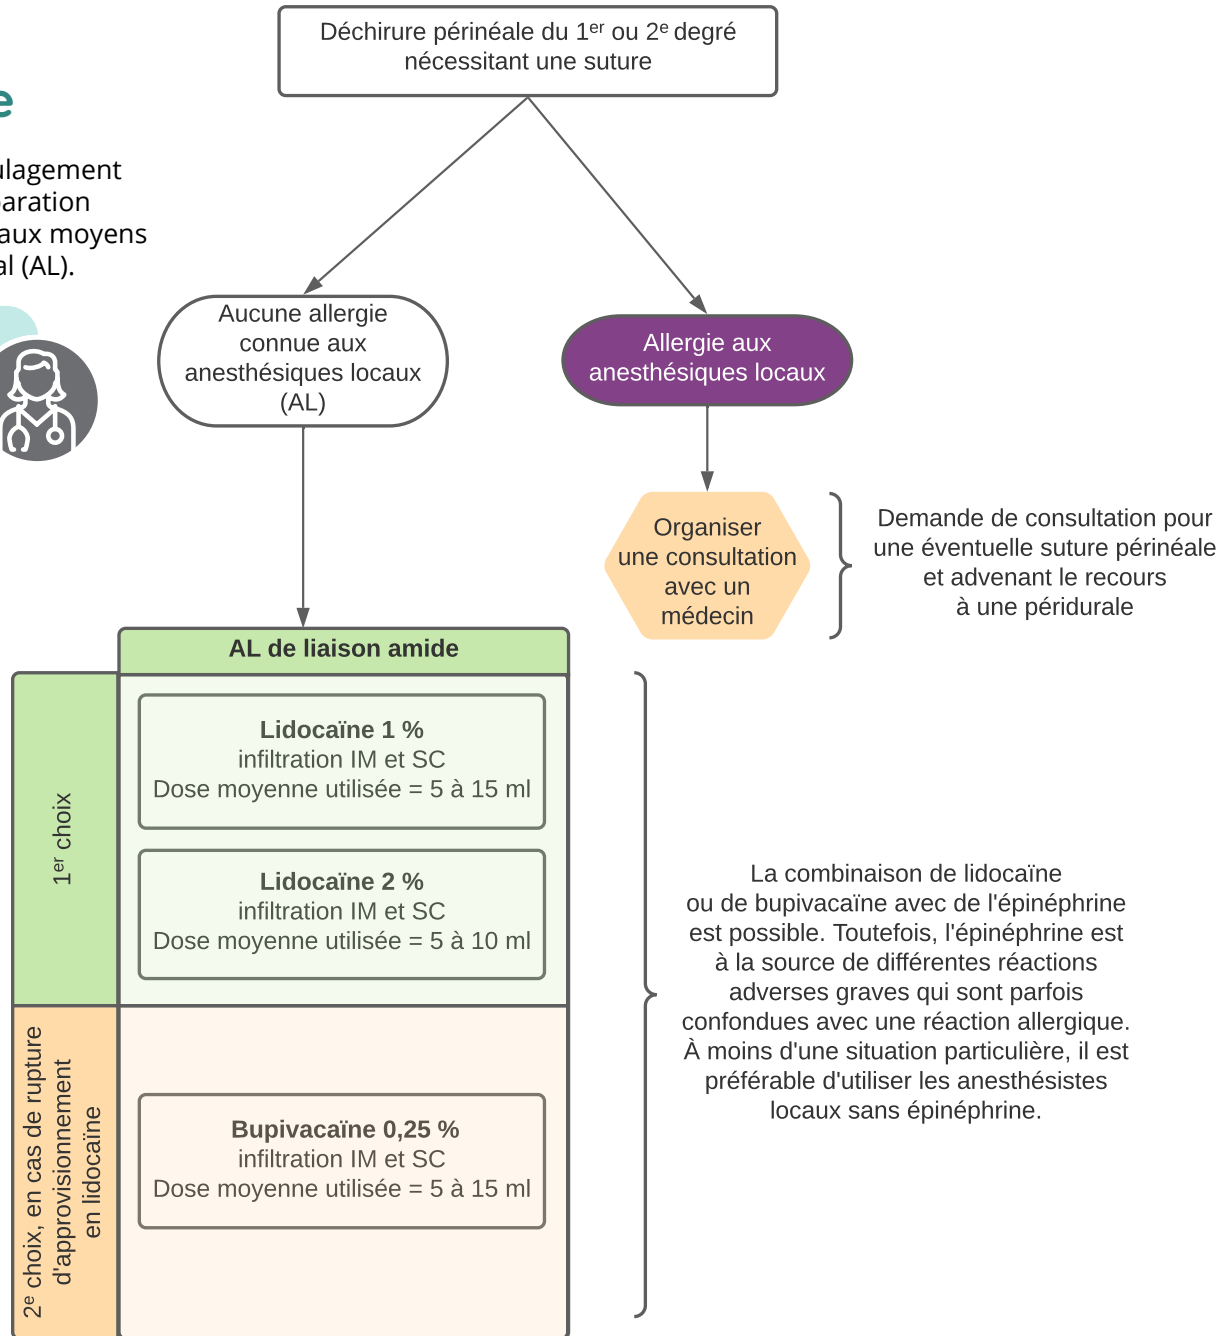 Déchirure périnéale du 1er ou 2e degré
nécessitant une suture
e
ulagement
paration
aux moyens
al (AL).
Aucune allergie
connue aux
anesthésiques locaux
(AL)
Allergie aux
anesthésiques locaux
Organiser
une consultation
avec un
médecin
Demande de consultation pour
une éventuelle suture périnéale
et advenant le recours
à une péridurale
AL de liaison amide
1er choix
Lidocaïne 1 %
infiltration IM et SC
Dose moyenne utilisée = 5 à 15 ml
Lidocaïne 2 %
infiltration IM et SC
Dose moyenne utilisée = 5 à 10 ml
2e choix, en cas de rupture
d'approvisionnement
en lidocaïne
Bupivacaïne 0,25 %
infiltration IM et SC
Dose moyenne utilisée = 5 à 15 ml
La combinaison de lidocaïne
ou de bupivacaïne avec de l'épinéphrine
est possible. Toutefois, l'épinéphrine est
à la source de différentes réactions
adverses graves qui sont parfois
confondues avec une réaction allergique.
À moins d'une situation particulière, il est
préférable d'utiliser les anesthésistes
locaux sans épinéphrine.